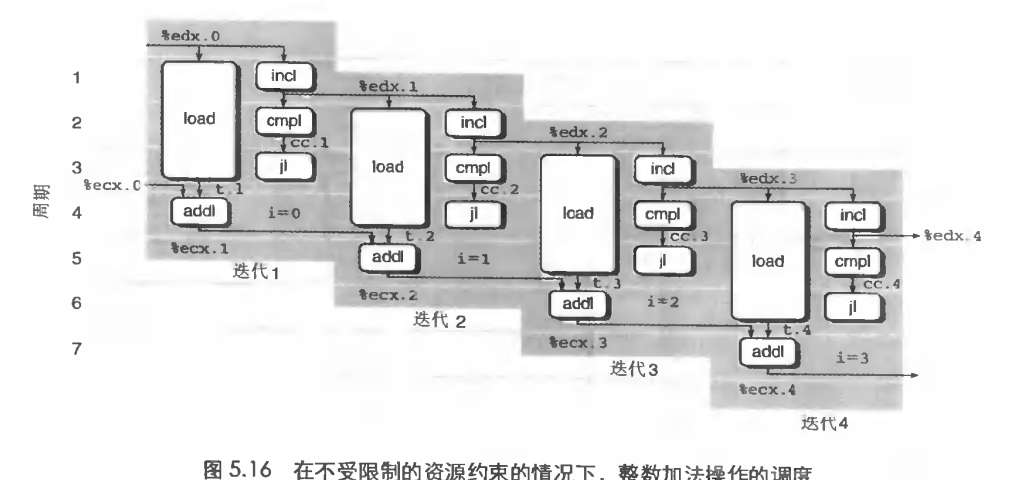 %edx.0
1
incl
%edx.1
load
2
cmpl
incl
%edx.2
cc.1
load
3
jl
cmpl
incl
%edx.3
周期
%ecx.0
t.1
cc.2
load
4
addl
i=0
jl
cmpl
incl
%ecx.1
t.2
cc.3
load
%edx.4
5
addl
i=1
jl
cmpl
迭代1
%ecx.2
t.3
cc.4
6
addl
i=2
jl
迭代 2
%ecx.3
t.4
7
addl
i=3
迭代3
%ecx.4
迭代4
图 5.16 在不受限制的资源约束的情况下，整数加法操作的调度